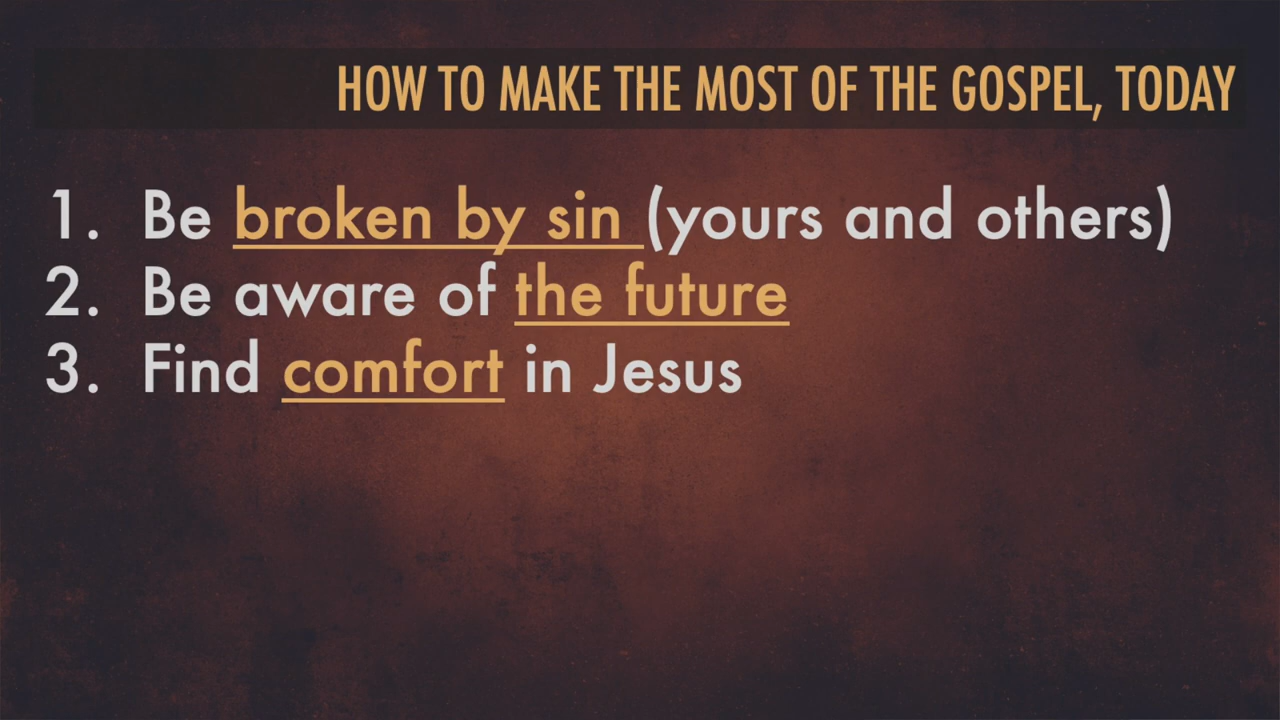 HOW TO MAKE THE MOST OF THE GOSPEL, TODAY
1. Be broken by sin (yours and others)
2. Be aware of the future
3. Find comfort in Jesus